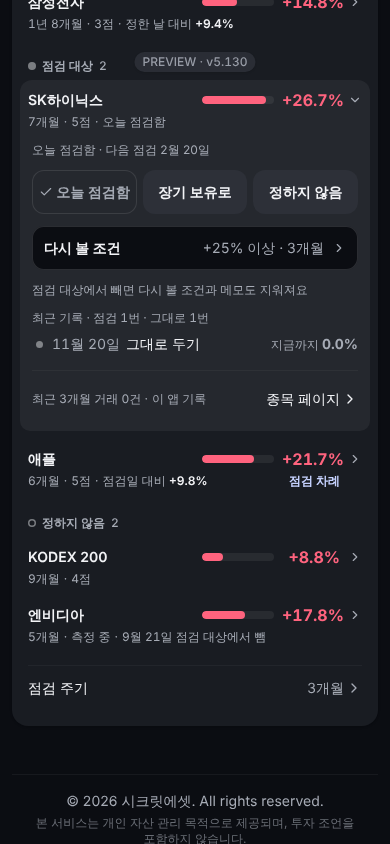 삼성전자 +14.8%
1년 8개월 · 3점 · 정한 날 대비 +9.4%
점검 대상 2
PREVIEW · v5.130
SK하이닉스 +26.7%
7개월 · 5점 · 오늘 점검함
오늘 점검함 · 다음 점검 2월 20일
오늘 점검함 장기 보유로 정하지 않음
다시 볼 조건 +25% 이상 · 3개월
점검 대상에서 빼면 다시 볼 조건과 메모도 지워져요
최근 기록 · 점검 1번 · 그대로 1번
11월 20일 그대로 두기 지금까지 0.0%
최근 3개월 거래 0건 · 이 앱 기록 종목 페이지
애플 +21.7%
6개월 · 5점 · 점검일 대비 +9.8% 점검 차례
정하지 않음 2
KODEX 200 +8.8%
9개월 · 4점
엔비디아 +17.8%
5개월 · 측정 중 · 9월 21일 점검 대상에서 뺌
점검 주기 3개월
© 2026 시크릿에셋. All rights reserved.
본 서비스는 개인 자산 관리 목적으로 제공되며, 투자 조언을
포함하지 않습니다.